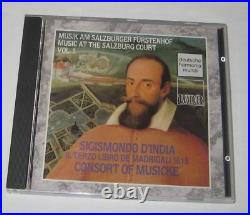 MUSIK AM SALZBURGER FÜRSTENHOF
MUSIC AT THE SALZBURG COURT
VOL. 1
deutsche
harmonia
mundi
SIGISMONDO D'INDIA
IL TERZO LIBRO DE MADRIGALI 1615
CONSORT OF MUSICKE